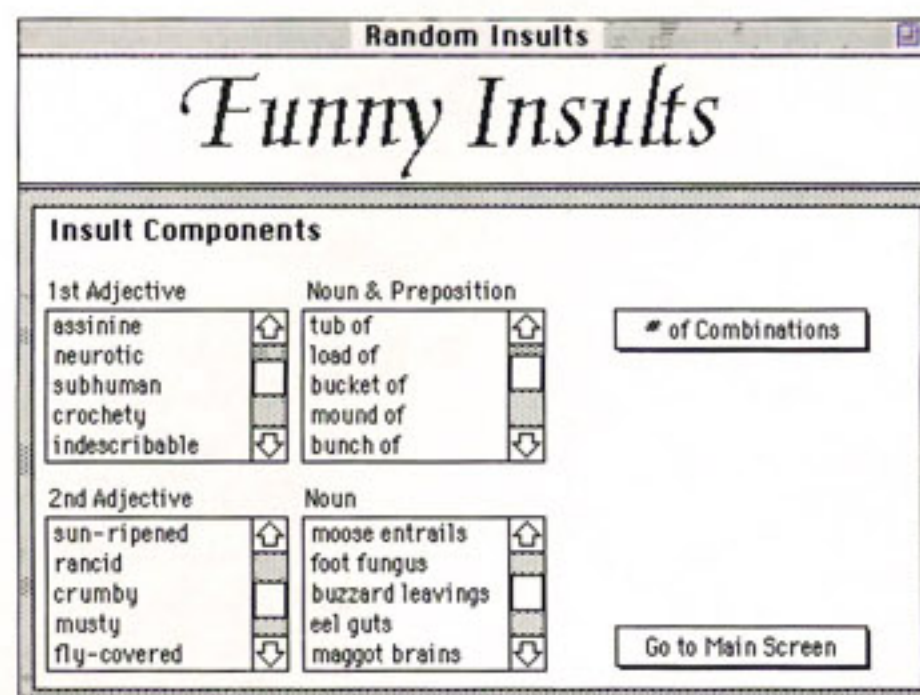 Random Insults
Funny Insults
Insult Components
1st Adjective
assinine
neurotic
subhuman
crochety
indescribable
Noun & Preposition
tub of
load of
bucket of
mound of
bunch of
# of Combinations
2nd Adjective
sun-ripened
rancid
crumby
musty
fly-covered
Noun
moose entrails
foot fungus
buzzard leavings
eel guts
maggot brains
Go to Main Screen